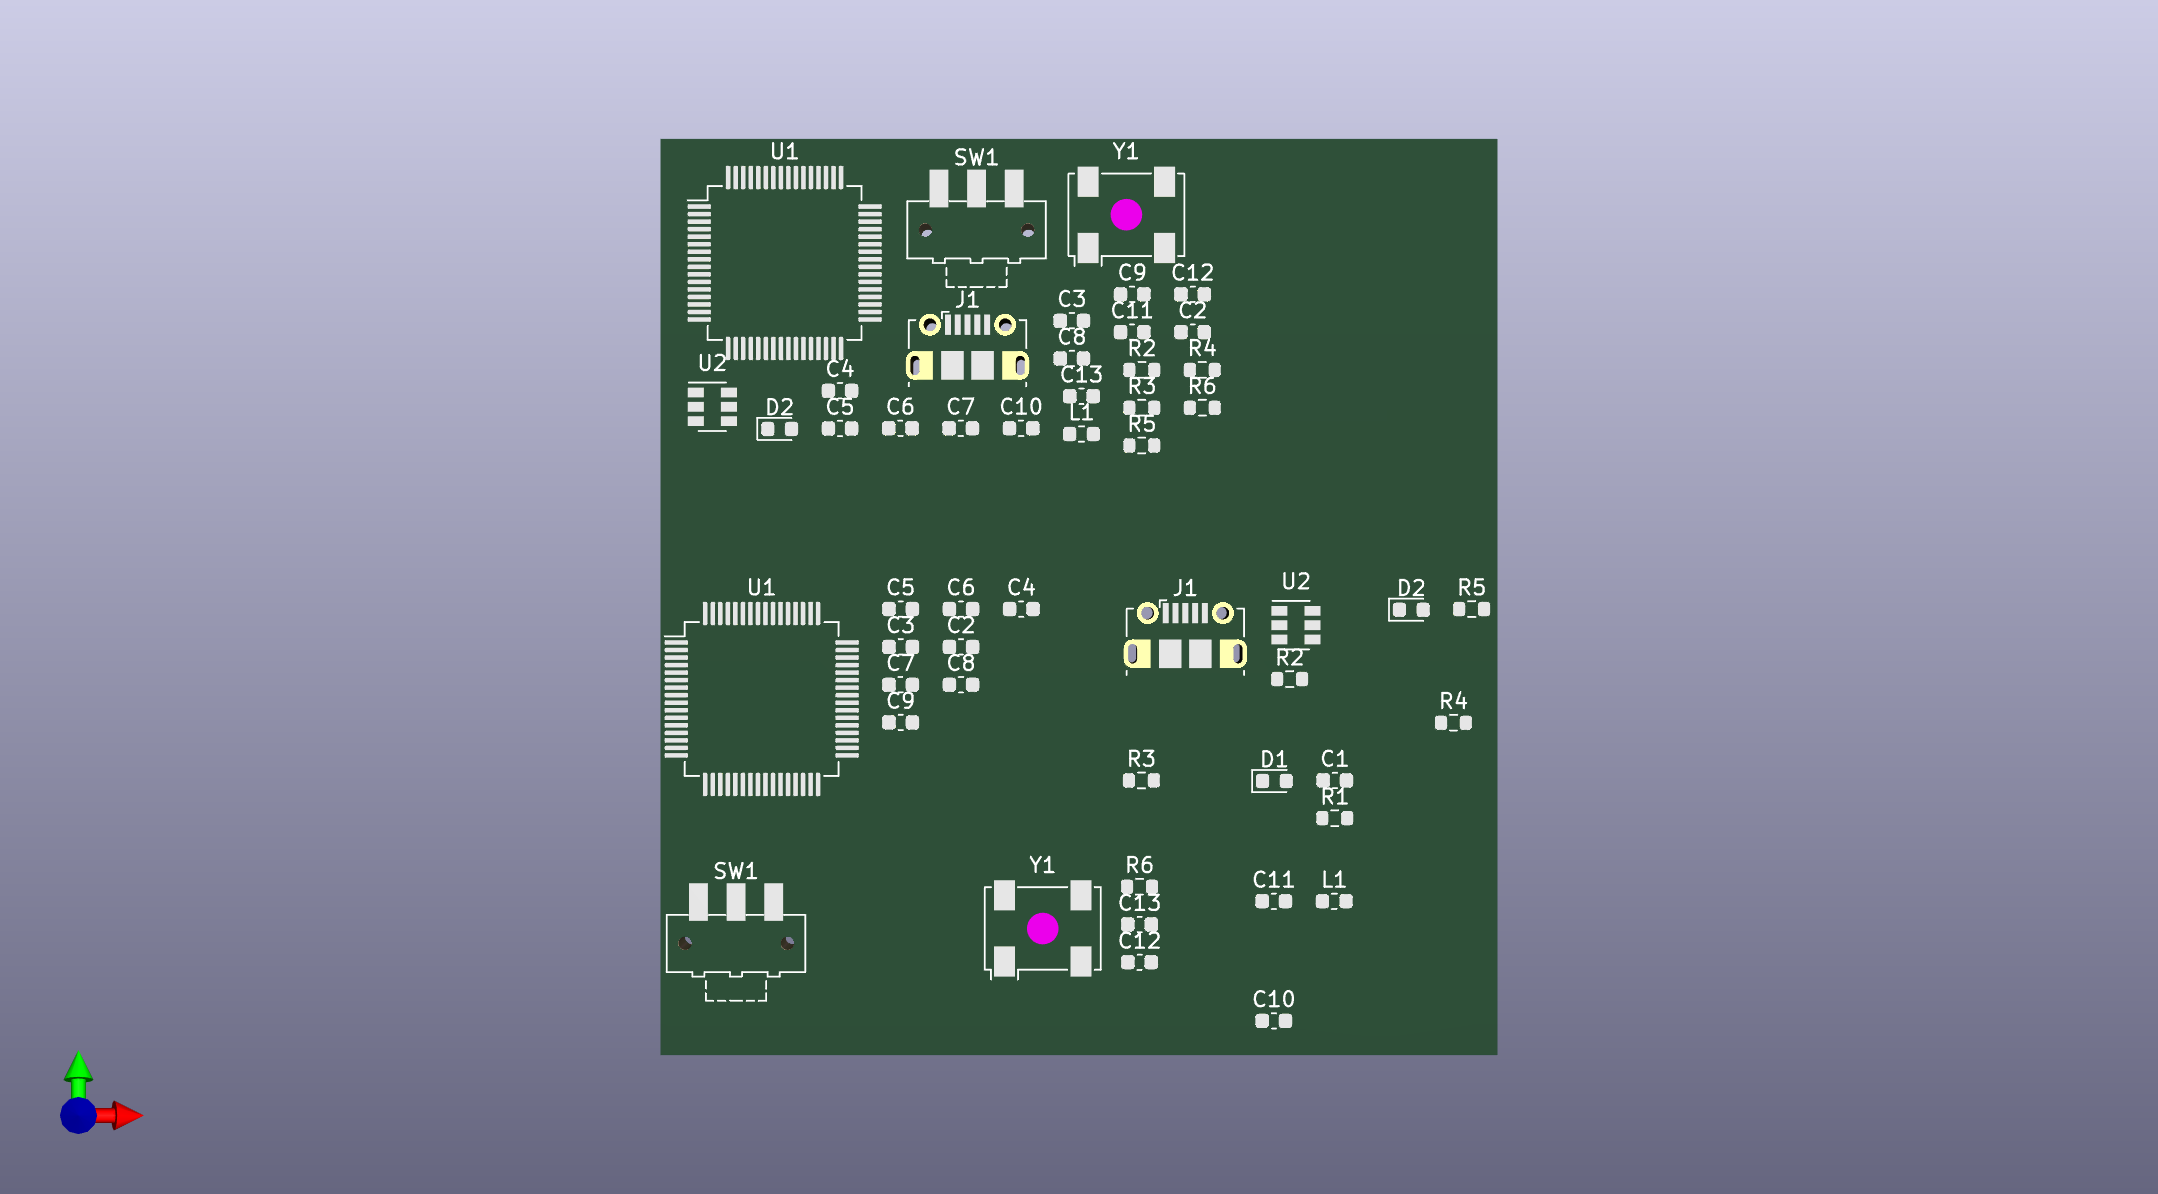 U1
SW1
Y1
C9 C12
J1 C3
C11 C2
C8
R2 R4
U2 C4
C13
R3 R6
D2 C5 C6 C7 C10
L1
R5
U2
U1 C5 C6 C4 J1 D2 R5
C3 C2
R2
C7 C8
C9 R4
R3 D1 C1
R1
Y1 R6
SW1
C11 L1
C13
C12
C10